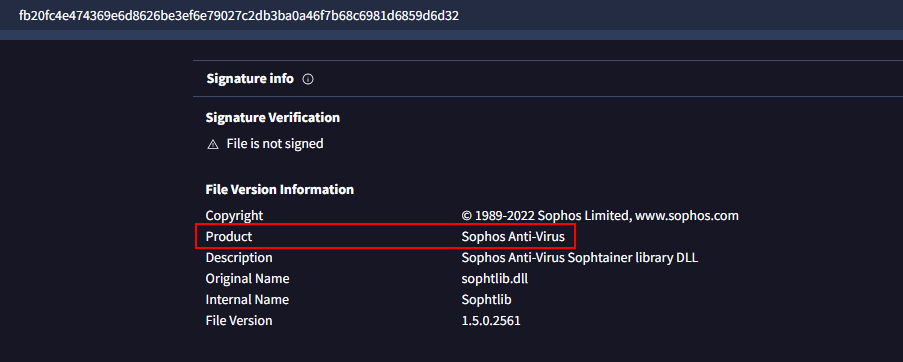 fb20fc4e474369e6d8626be3ef6e79027c2db3ba0a46f7b68c6981d6859d6d32
Signature info
Signature Verification
File is not signed
File Version Information
Copyright © 1989-2022 Sophos Limited, www.sophos.com
Product Sophos Anti-Virus
Description Sophos Anti-Virus Sophtainer library DLL
Original Name sophtlib.dll
Internal Name Sophtlib
File Version 1.5.0.2561